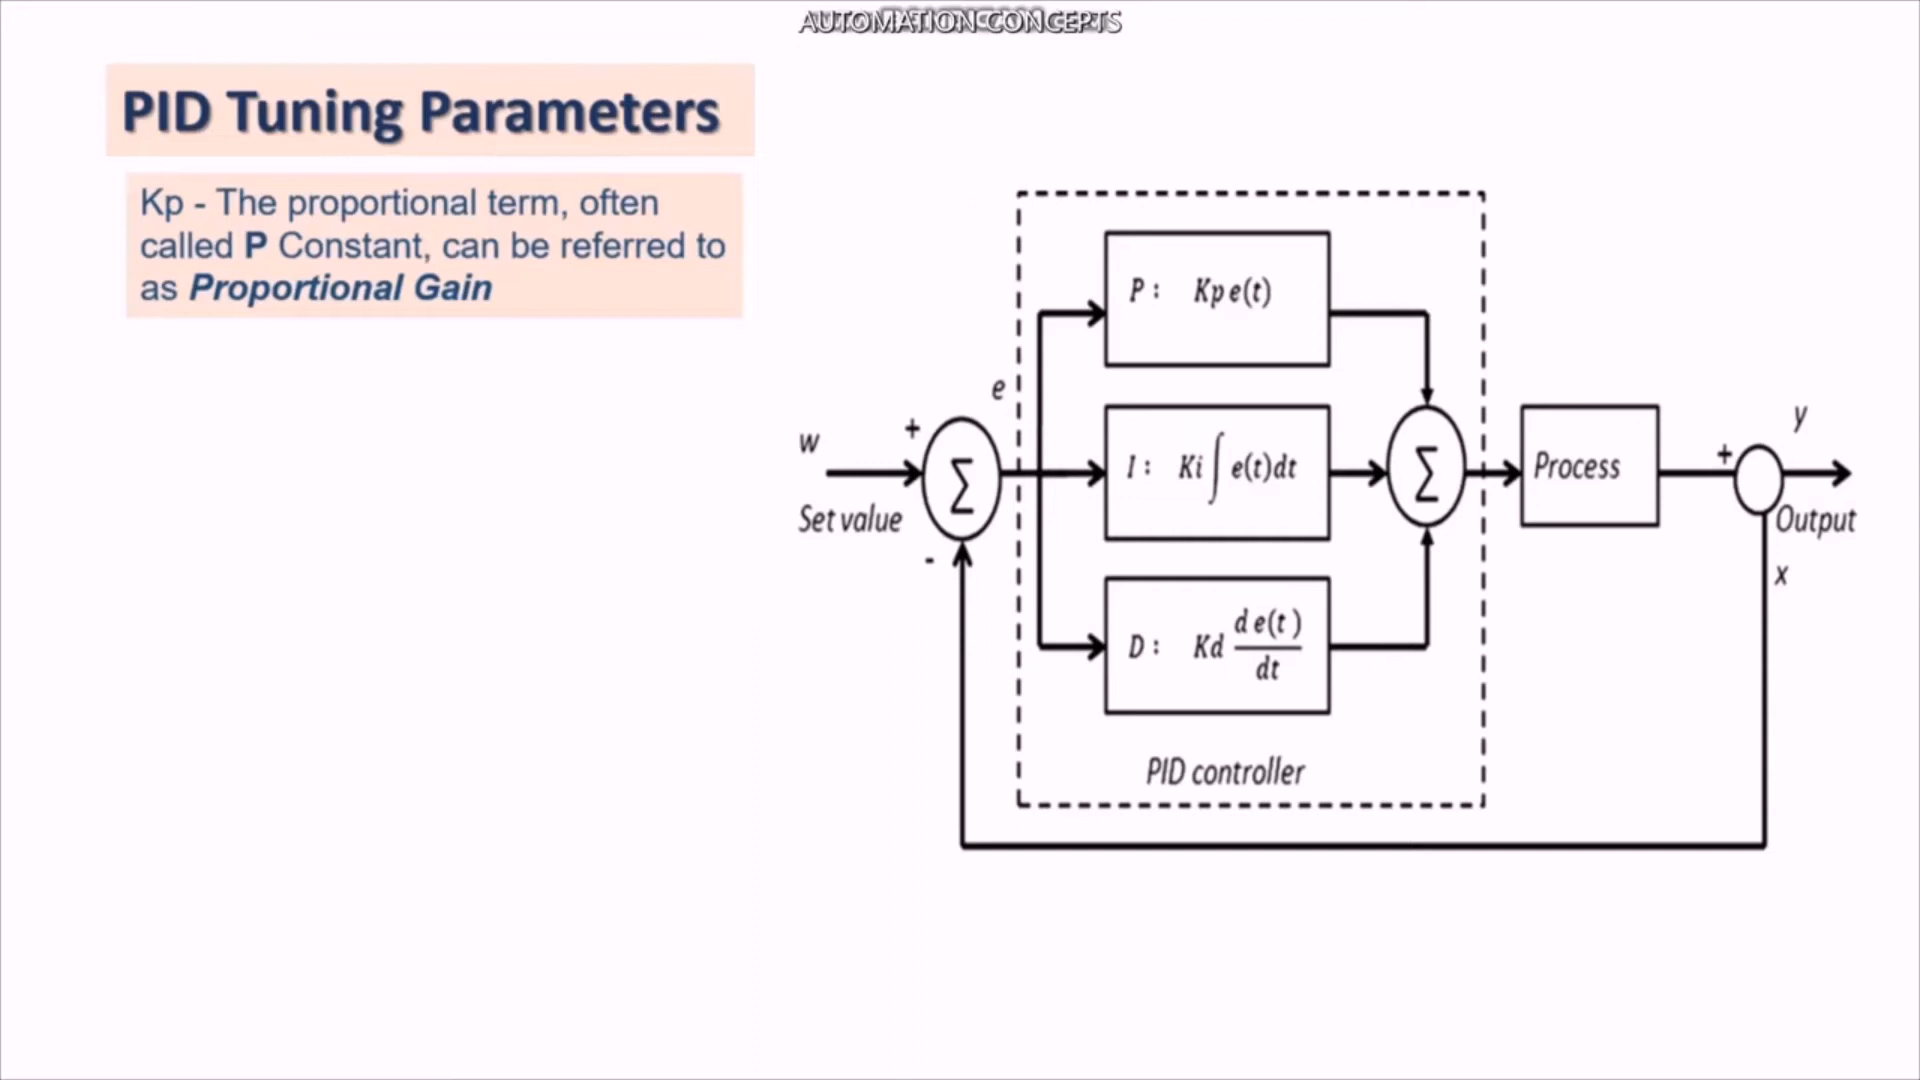 AUTOMATION CONCEPTS
PID Tuning Parameters
Kp - The proportional term, often
called P Constant, can be referred to
as Proportional Gain
P : Kp e(t)
e
w
+
Set value
-
∑
I : Ki ∫ e(t)dt
∑
Process
+
y
Output
x
D : Kd d e(t)
dt
PID controller